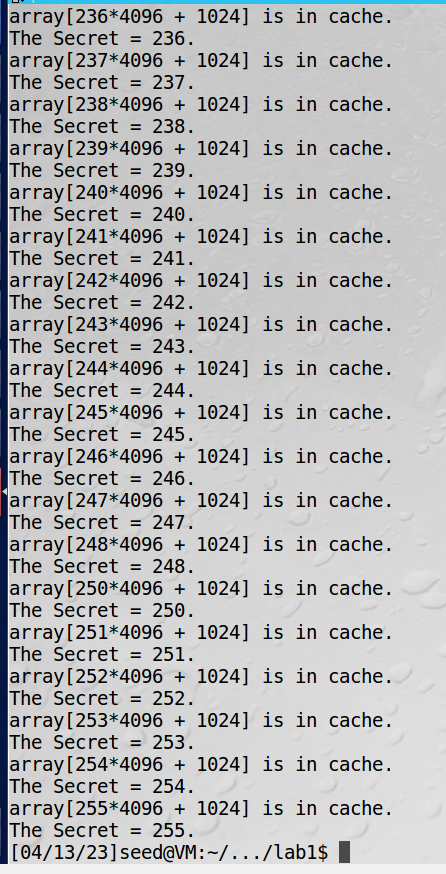 array[236*4096 + 1024] is in cache.
The Secret = 236.
array[237*4096 + 1024] is in cache.
The Secret = 237.
array[238*4096 + 1024] is in cache.
The Secret = 238.
array[239*4096 + 1024] is in cache.
The Secret = 239.
array[240*4096 + 1024] is in cache.
The Secret = 240.
array[241*4096 + 1024] is in cache.
The Secret = 241.
array[242*4096 + 1024] is in cache.
The Secret = 242.
array[243*4096 + 1024] is in cache.
The Secret = 243.
array[244*4096 + 1024] is in cache.
The Secret = 244.
array[245*4096 + 1024] is in cache.
The Secret = 245.
array[246*4096 + 1024] is in cache.
The Secret = 246.
array[247*4096 + 1024] is in cache.
The Secret = 247.
array[248*4096 + 1024] is in cache.
The Secret = 248.
array[250*4096 + 1024] is in cache.
The Secret = 250.
array[251*4096 + 1024] is in cache.
The Secret = 251.
array[252*4096 + 1024] is in cache.
The Secret = 252.
array[253*4096 + 1024] is in cache.
The Secret = 253.
array[254*4096 + 1024] is in cache.
The Secret = 254.
array[255*4096 + 1024] is in cache.
The Secret = 255.
[04/13/23]seed@VM:~/.../lab1$